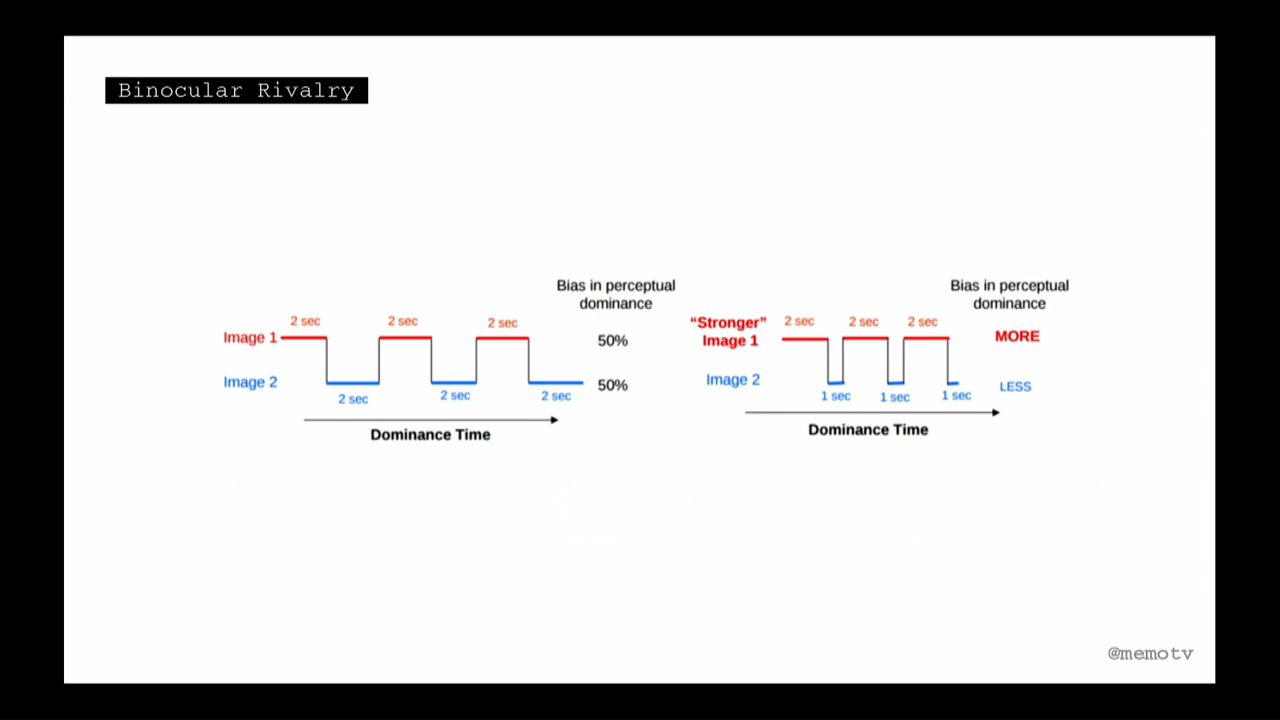 Binocular Rivalry
Bias in perceptual
dominance
2 sec
2 sec
2 sec
Image 1
50%
Image 2
50%
2 sec
2 sec
2 sec
Dominance Time
Bias in perceptual
dominance
“Stronger”
Image 1
2 sec
2 sec
2 sec
MORE
Image 2
LESS
1 sec
1 sec
1 sec
Dominance Time
@memotv